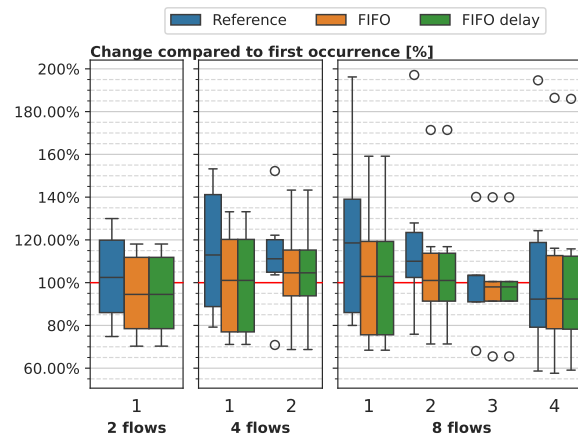 Reference FIFO FIFO delay
Change compared to first occurrence [%]
200%
180.00%
160%
140%
120.00%
100%
80%
60.00%
1 1 2 1 2 3 4
2 flows 4 flows 8 flows